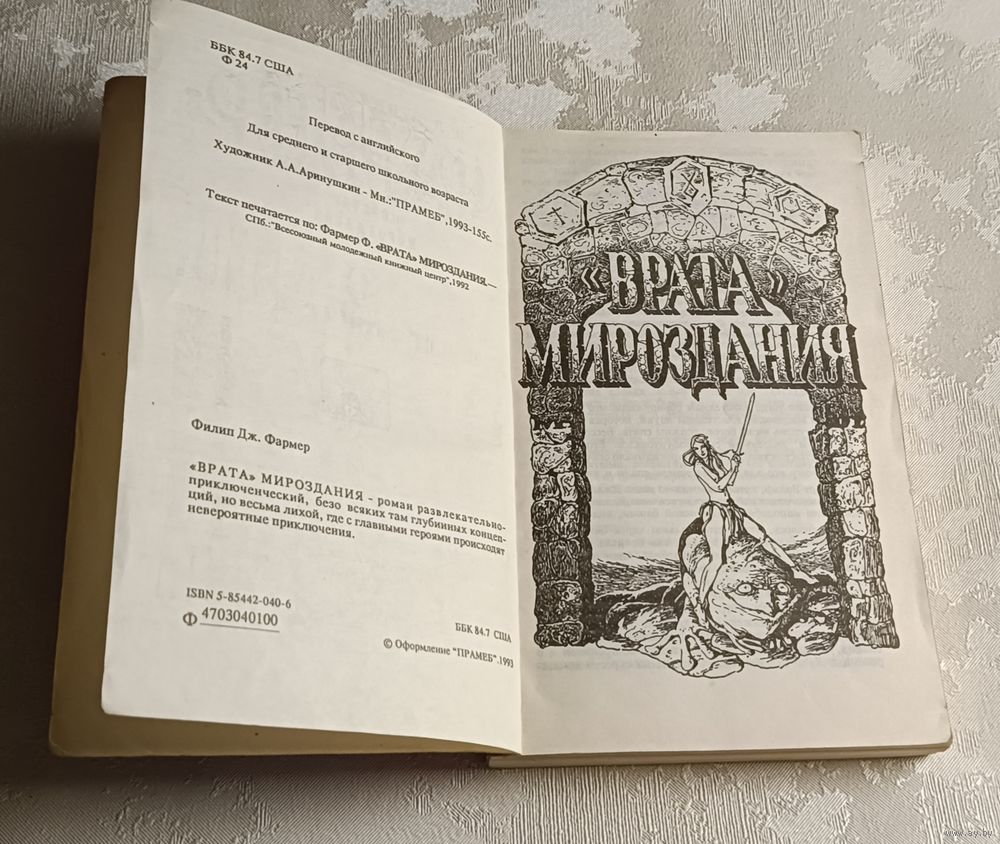 ББК 84.7 США
Ф 24
Перевод с английского
Для среднего и старшего школьного возраста
Художник А.А.Аринушкин - Мн.:"ПРАМЕБ",1993-155с.
Текст печатается по: Фармер Ф. «ВРАТА» МИРОЗДАНИЯ.—
СПб.:"Всесоюзный молодежный книжный центр",1992
Филип Дж. Фармер
«ВРАТА» МИРОЗДАНИЯ - роман развлекательно-
приключенческий, безо всяких там глубинных концеп-
ций, но весьма лихой, где с главными героями происходят
невероятные приключения.
ISBN 5-85442-040-6
Ф 4703040100
ББК 84.7 США
© Оформление "ПРАМЕБ".1993
«ВРАТА»
МИРОЗДАНИЯ
www.ay.by